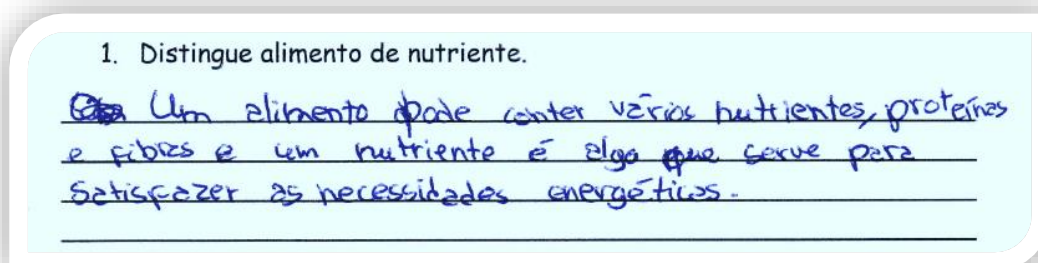 1. Distingue alimento de nutriente.
Um alimento pode conter vários nutrientes, proteínas
e fibras e um nutriente é algo que serve para
satisfazer as necessidades energéticas.